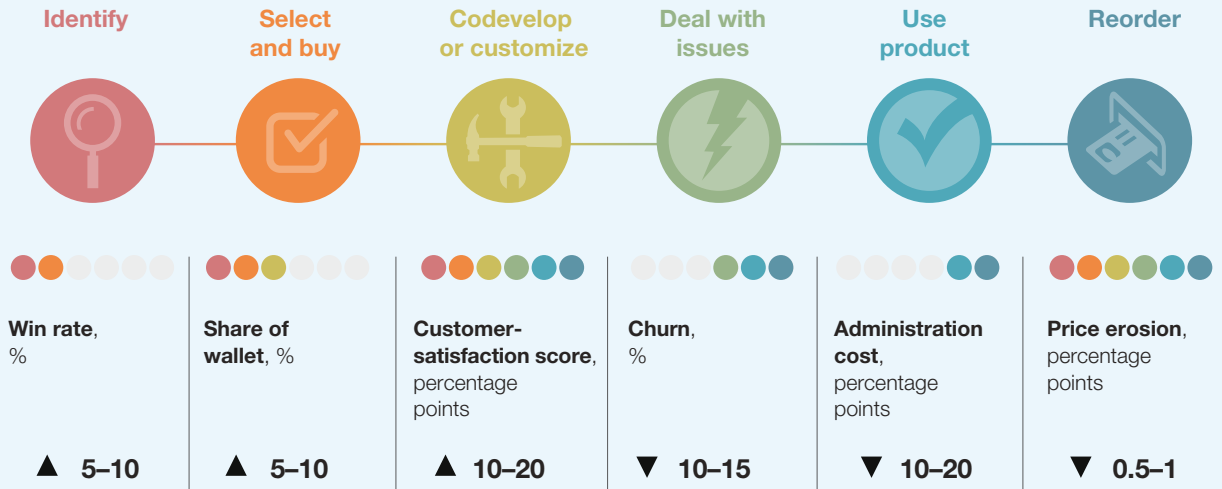 Identify
Select
and buy
Codevelop
or customize
Deal with
issues
Use
product
Reorder
Win rate,
%
Share of
wallet, %
Customer-
satisfaction score,
percentage
points
Churn,
%
Administration
cost,
percentage
points
Price erosion,
percentage
points
▲ 5–10
▲ 5–10
▲ 10–20
▼ 10–15
▼ 10–20
▼ 0.5–1